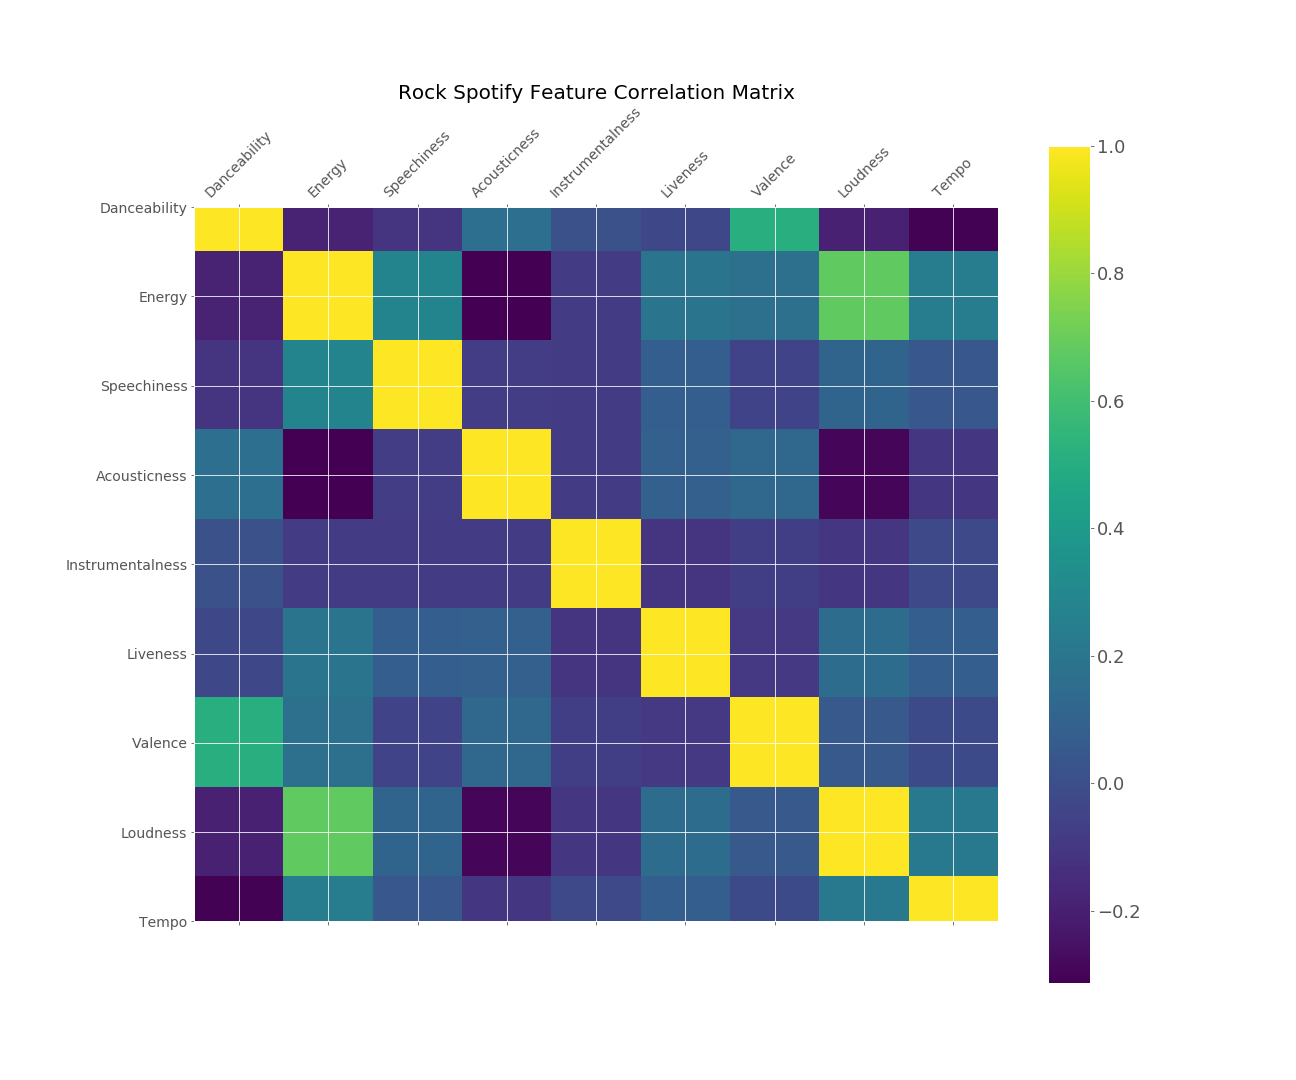 Rock Spotify Feature Correlation Matrix
Danceability
Energy
Speechiness
Acousticness
Instrumentalness
Liveness
Valence
Loudness
Tempo
Danceability
Energy
Speechiness
Acousticness
Instrumentalness
Liveness
Valence
Loudness
Tempo
1.0
0.8
0.6
0.4
0.2
0.0
−0.2